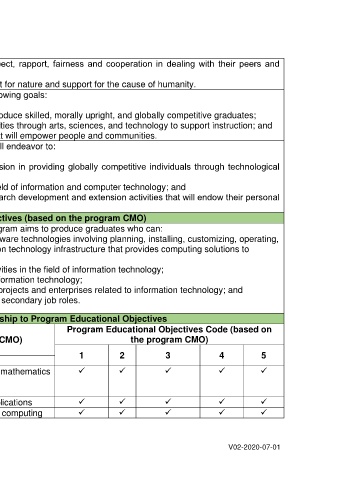 pect, rapport, fairness and cooperation in dealing with their peers and
t for nature and support for the cause of humanity.
owing goals:
oduce skilled, morally upright, and globally competitive graduates;
ities through arts, sciences, and technology to support instruction; and
at will empower people and communities.
ll endeavor to:
sion in providing globally competitive individuals through technological
eld of information and computer technology; and
arch development and extension activities that will endow their personal
ctives (based on the program CMO)
gram aims to produce graduates who can:
ware technologies involving planning, installing, customizing, operating,
on technology infrastructure that provides computing solutions to
vities in the field of information technology;
formation technology;
projects and enterprises related to information technology; and
secondary job roles.
ship to Program Educational Objectives
CMO)
Program Educational Objectives Code (based on
the program CMO)
1 2 3 4 5
mathematics ✓ ✓ ✓ ✓ ✓
plications ✓ ✓ ✓ ✓ ✓
computing ✓ ✓ ✓ ✓ ✓
V02-2020-07-01